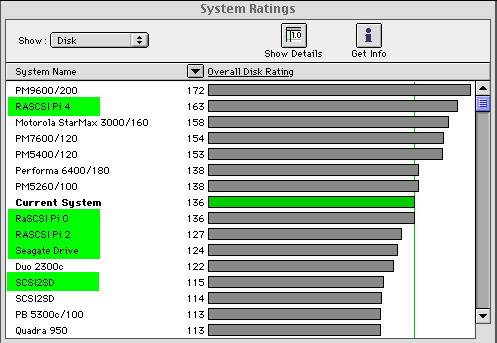 System Ratings
Show: Disk
1.0
Show Details
Get Info
System Name Overall Disk Rating
PM9600/200 172
RASCSI Pi 4 163
Motorola StarMax 3000/160 158
PM7600/120 154
PM5400/120 153
Performa 6400/180 138
PM5260/100 138
Current System 136
RaSCSI Pi 0 136
RASCSI Pi 2 127
Seagate Drive 124
Duo 2300c 122
SCSI2SD 115
SCSI2SD 114
PB 5300c/100 113
Quadra 950 113